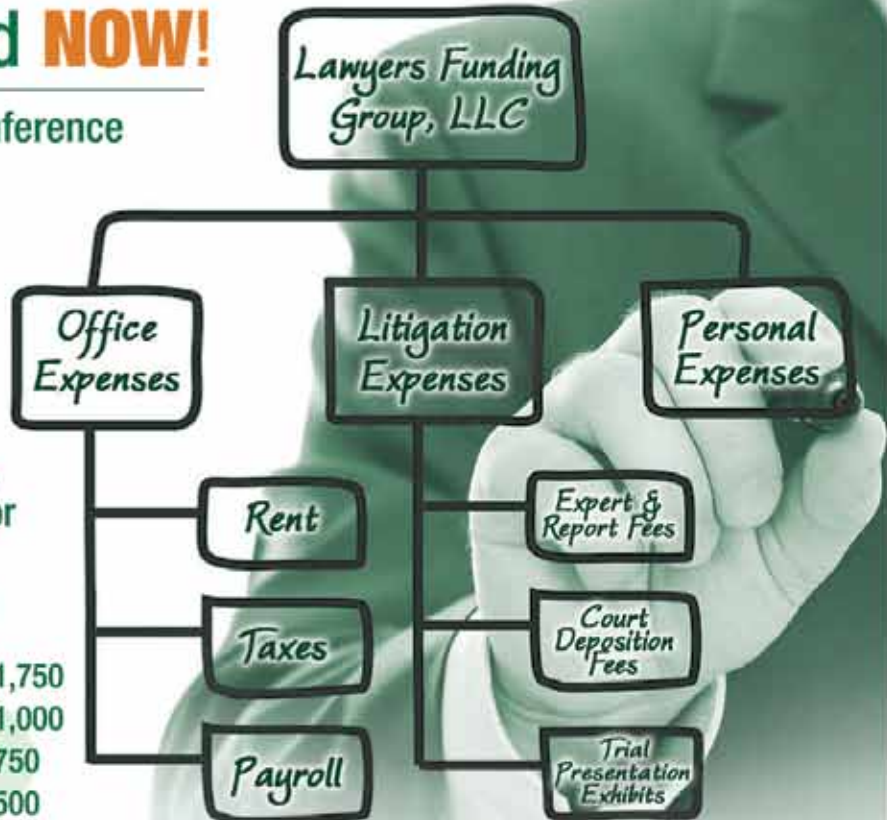 d NOW!
ference
or
1,750
1,000
750
500
Lawyers Funding
Group, LLC
Office
Expenses
Litigation
Expenses
Personal
Expenses
Rent
Taxes
Payroll
Expert &
Report Fees
Court
Deposition
Fees
Trial
Presentation
Exhibits